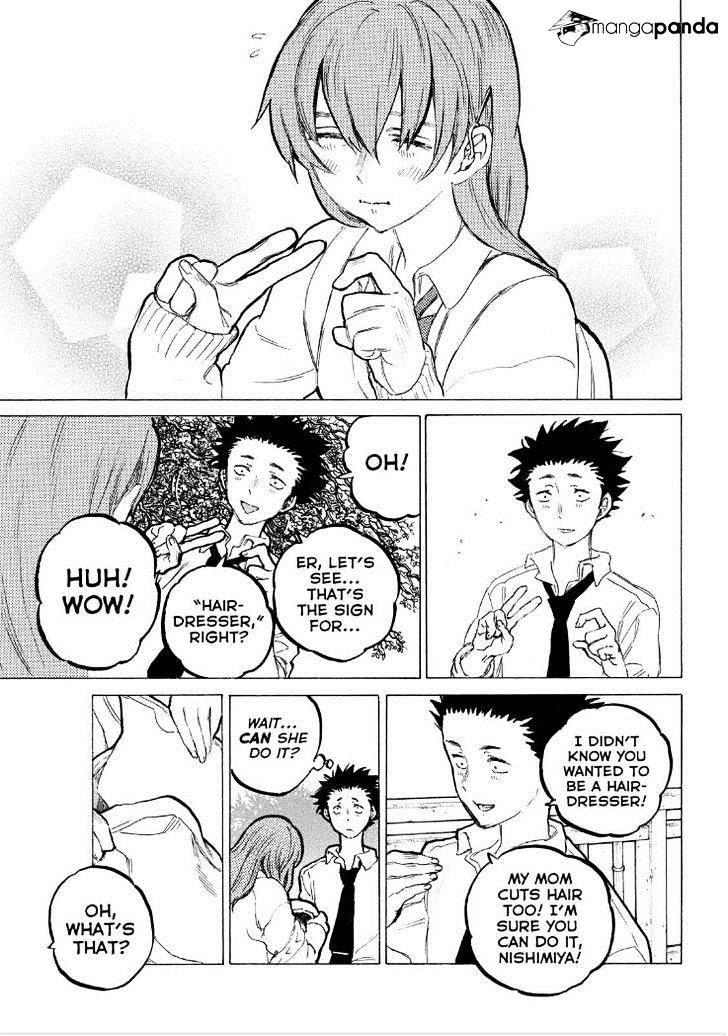 mangapanda
OH!
ER, LET'S
SEE...
THAT'S
THE SIGN
FOR...
"HAIR-
DRESSER,"
RIGHT?
HUH!
WOW!
I DIDN'T
KNOW YOU
WANTED TO
BE A HAIR-
DRESSER!
MY MOM
CUTS HAIR
TOO! I'M
SURE YOU
CAN DO IT,
NISHIMIYA!
WAIT...
CAN SHE
DO IT?
OH,
WHAT'S
THAT?